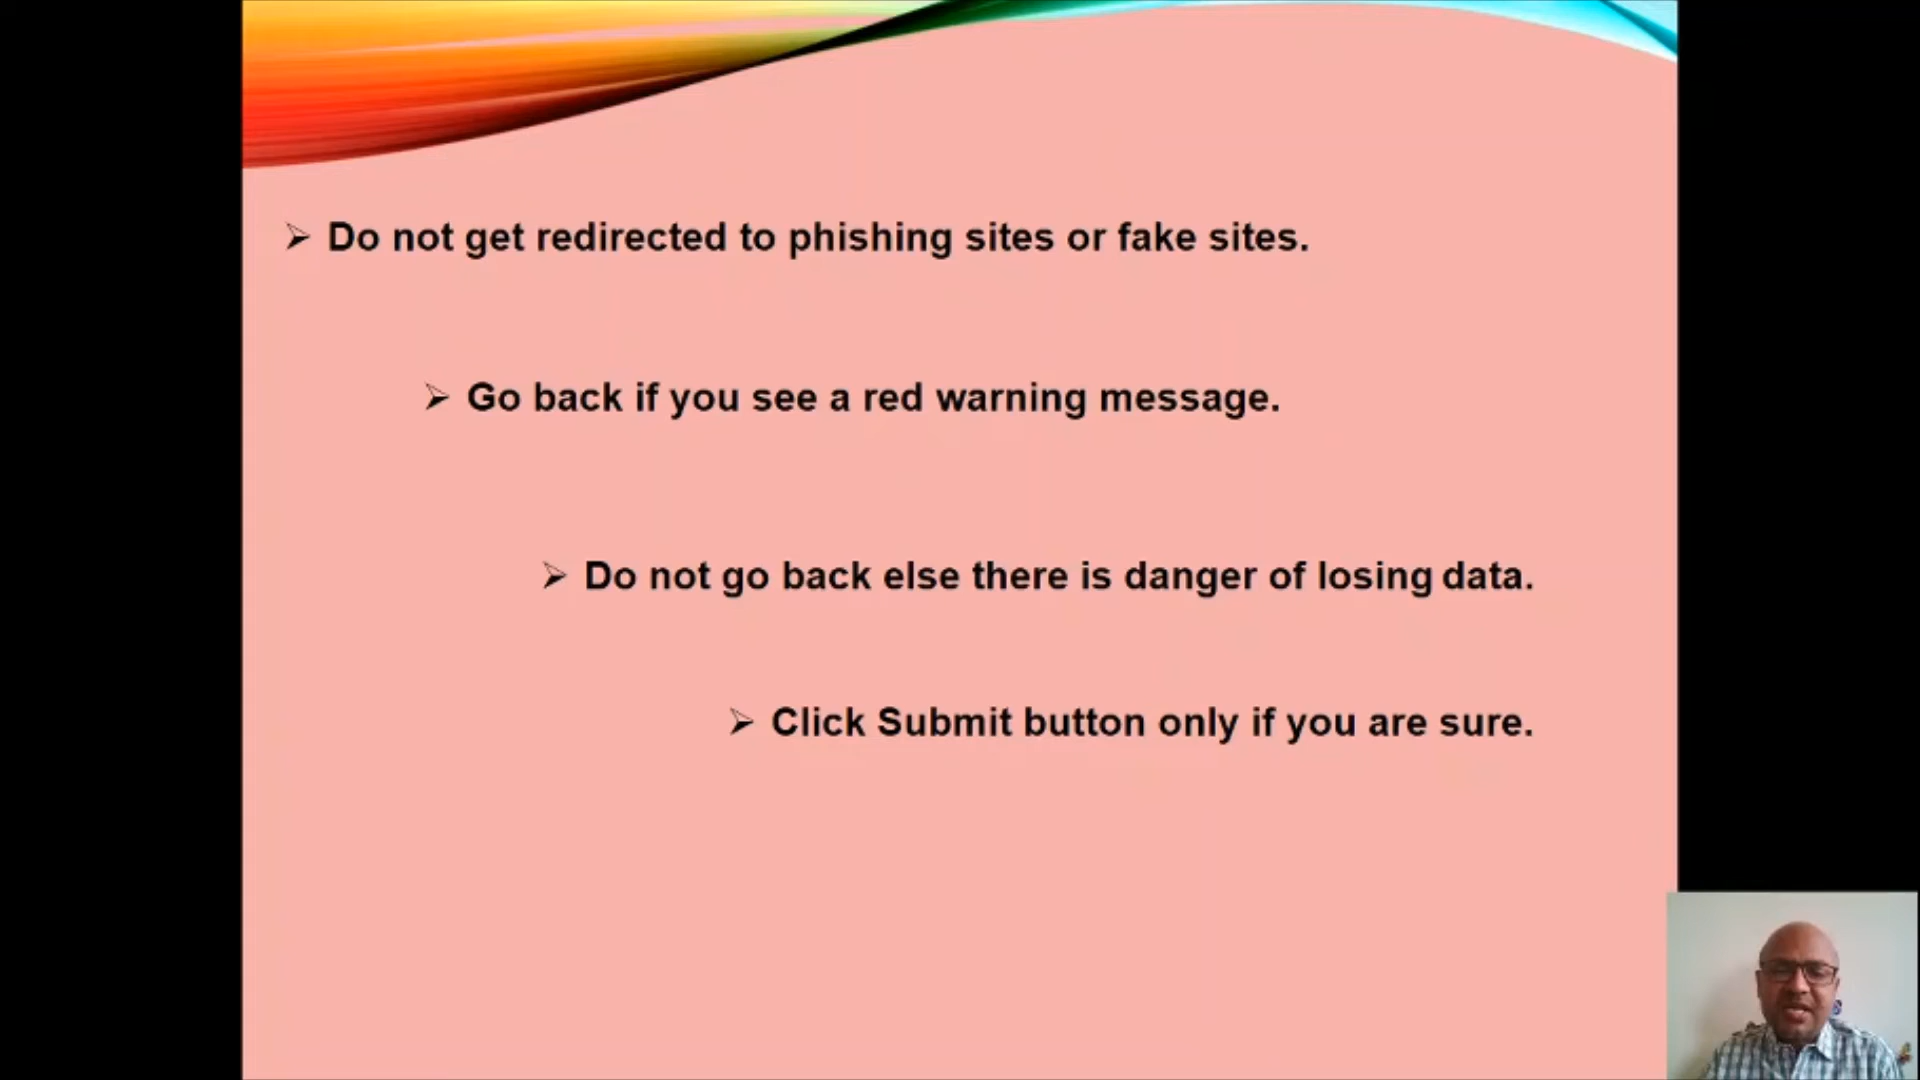 ➢ Do not get redirected to phishing sites or fake sites.
➢ Go back if you see a red warning message.
➢ Do not go back else there is danger of losing data.
➢ Click Submit button only if you are sure.